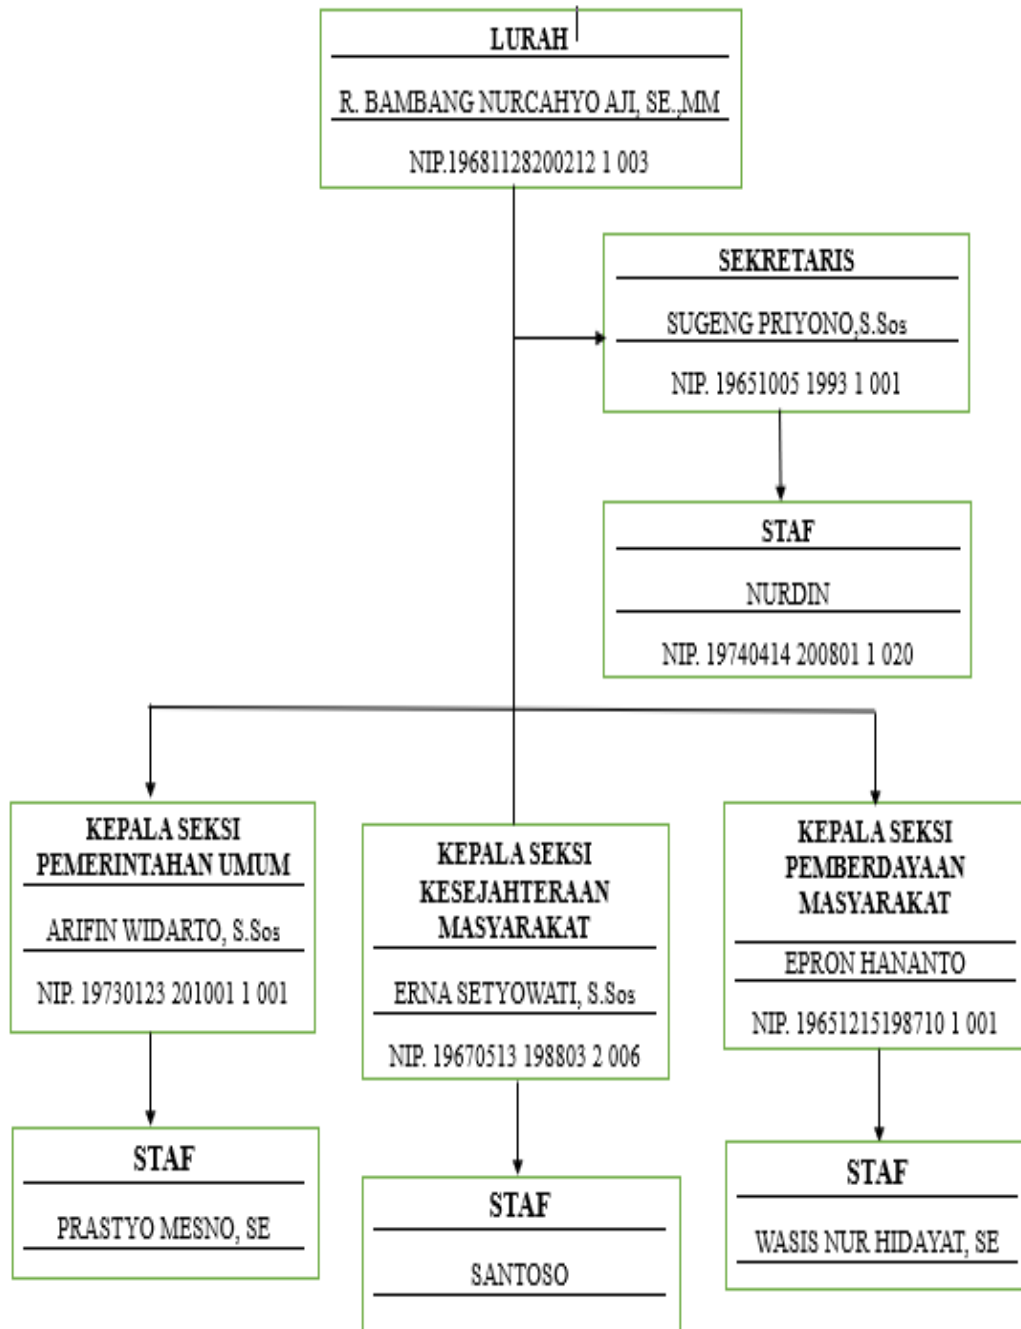 LURAH
R. BAMBANG NURCAHYO AJI, SE.,MM
NIP.19681128200212 1 003
SEKRETARIS
SUGENG PRIYONO,S.Sos
NIP. 19651005 1993 1 001
STAF
NURDIN
NIP. 19740414 200801 1 020
KEPALA SEKSI
PEMERINTAHAN UMUM
ARIFIN WIDARTO, S.Sos
NIP. 19730123 201001 1 001
KEPALA SEKSI
KESEJAHTERAAN
MASYARAKAT
ERNA SETYOWATI, S.Sos
NIP. 19670513 198803 2 006
KEPALA SEKSI
PEMBERDAYAAN
MASYARAKAT
EPRON HANANTO
NIP. 19651215198710 1 001
STAF
PRASTYO MESNO, SE
STAF
SANTOSO
STAF
WASIS NUR HIDAYAT, SE